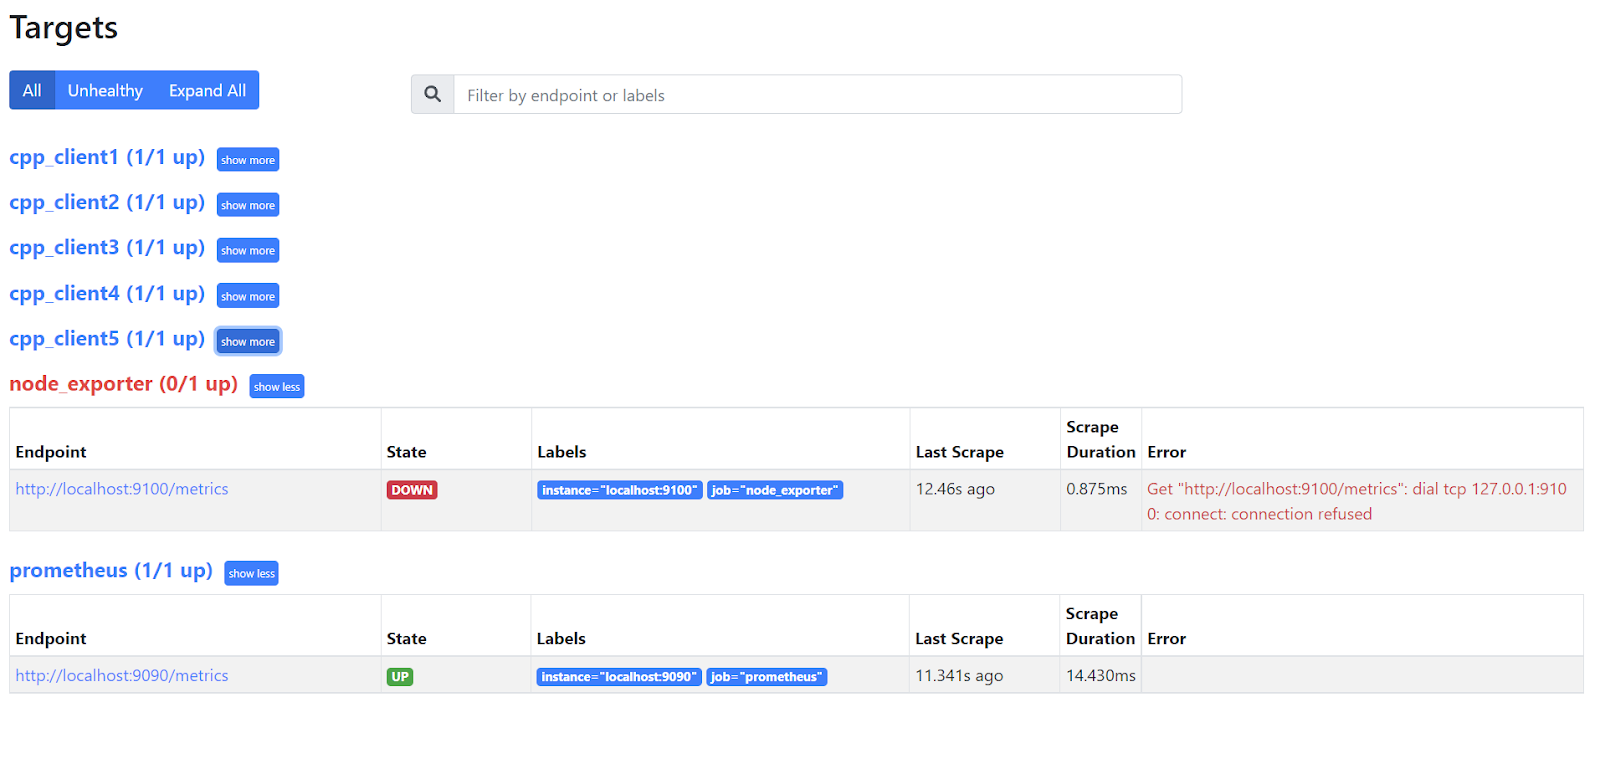 Targets
All Unhealthy Expand All
Filter by endpoint or labels
cpp_client1 (1/1 up) show more
cpp_client2 (1/1 up) show more
cpp_client3 (1/1 up) show more
cpp_client4 (1/1 up) show more
cpp_client5 (1/1 up) show more
node_exporter (0/1 up) show less
Endpoint State Labels Last Scrape Scrape Duration Error
http://localhost:9100/metrics DOWN instance="localhost:9100" job="node_exporter" 12.46s ago 0.875ms Get "http://localhost:9100/metrics": dial tcp 127.0.0.1:910
0: connect: connection refused
prometheus (1/1 up) show less
Endpoint State Labels Last Scrape Scrape Duration Error
http://localhost:9090/metrics UP instance="localhost:9090" job="prometheus" 11.341s ago 14.430ms